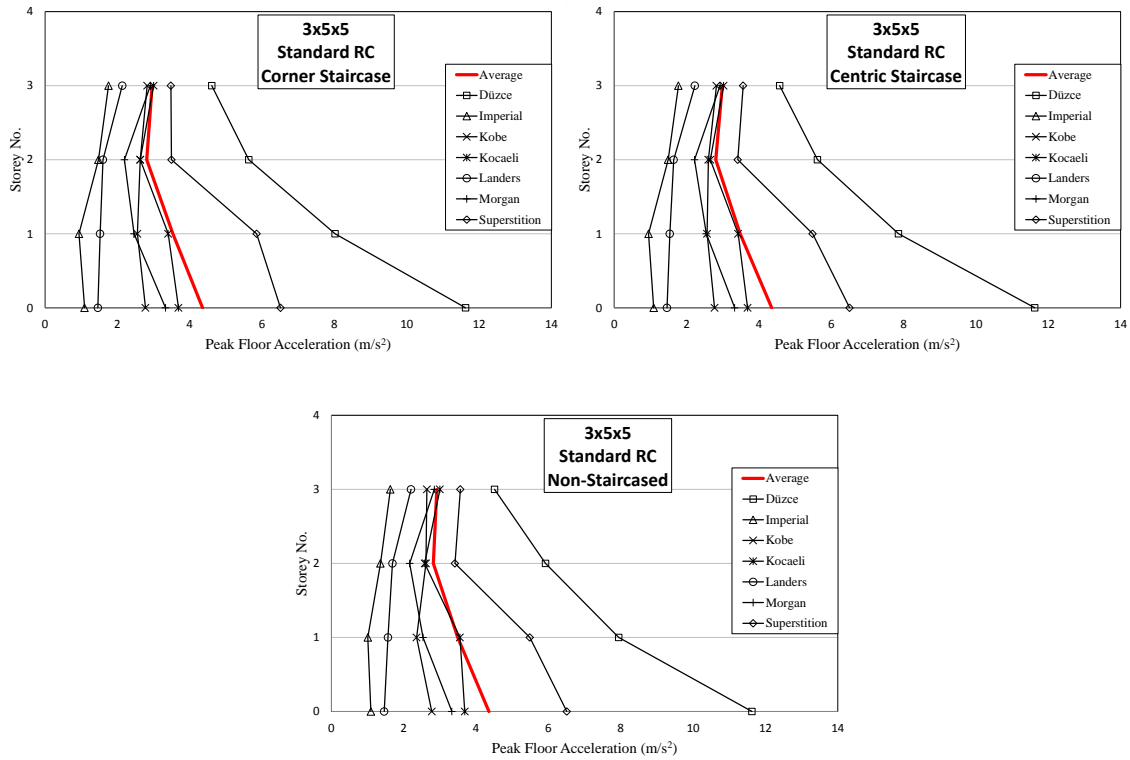 3x5x5
Standard RC
Corner Staircase
4
3
2
1
0
Storey No.
Average
Düzce
Imperial
Kobe
Kocaeli
Landers
Morgan
Superstition
0 2 4 6 8 10 12 14
Peak Floor Acceleration (m/s²)
3x5x5
Standard RC
Centric Staircase
4
3
2
1
0
Storey No.
Average
Düzce
Imperial
Kobe
Kocaeli
Landers
Morgan
Superstition
0 2 4 6 8 10 12 14
Peak Floor Acceleration (m/s²)
3x5x5
Standard RC
Non-Staircased
4
3
2
1
0
Storey No.
Average
Düzce
Imperial
Kobe
Kocaeli
Landers
Morgan
Superstition
0 2 4 6 8 10 12 14
Peak Floor Acceleration (m/s²)